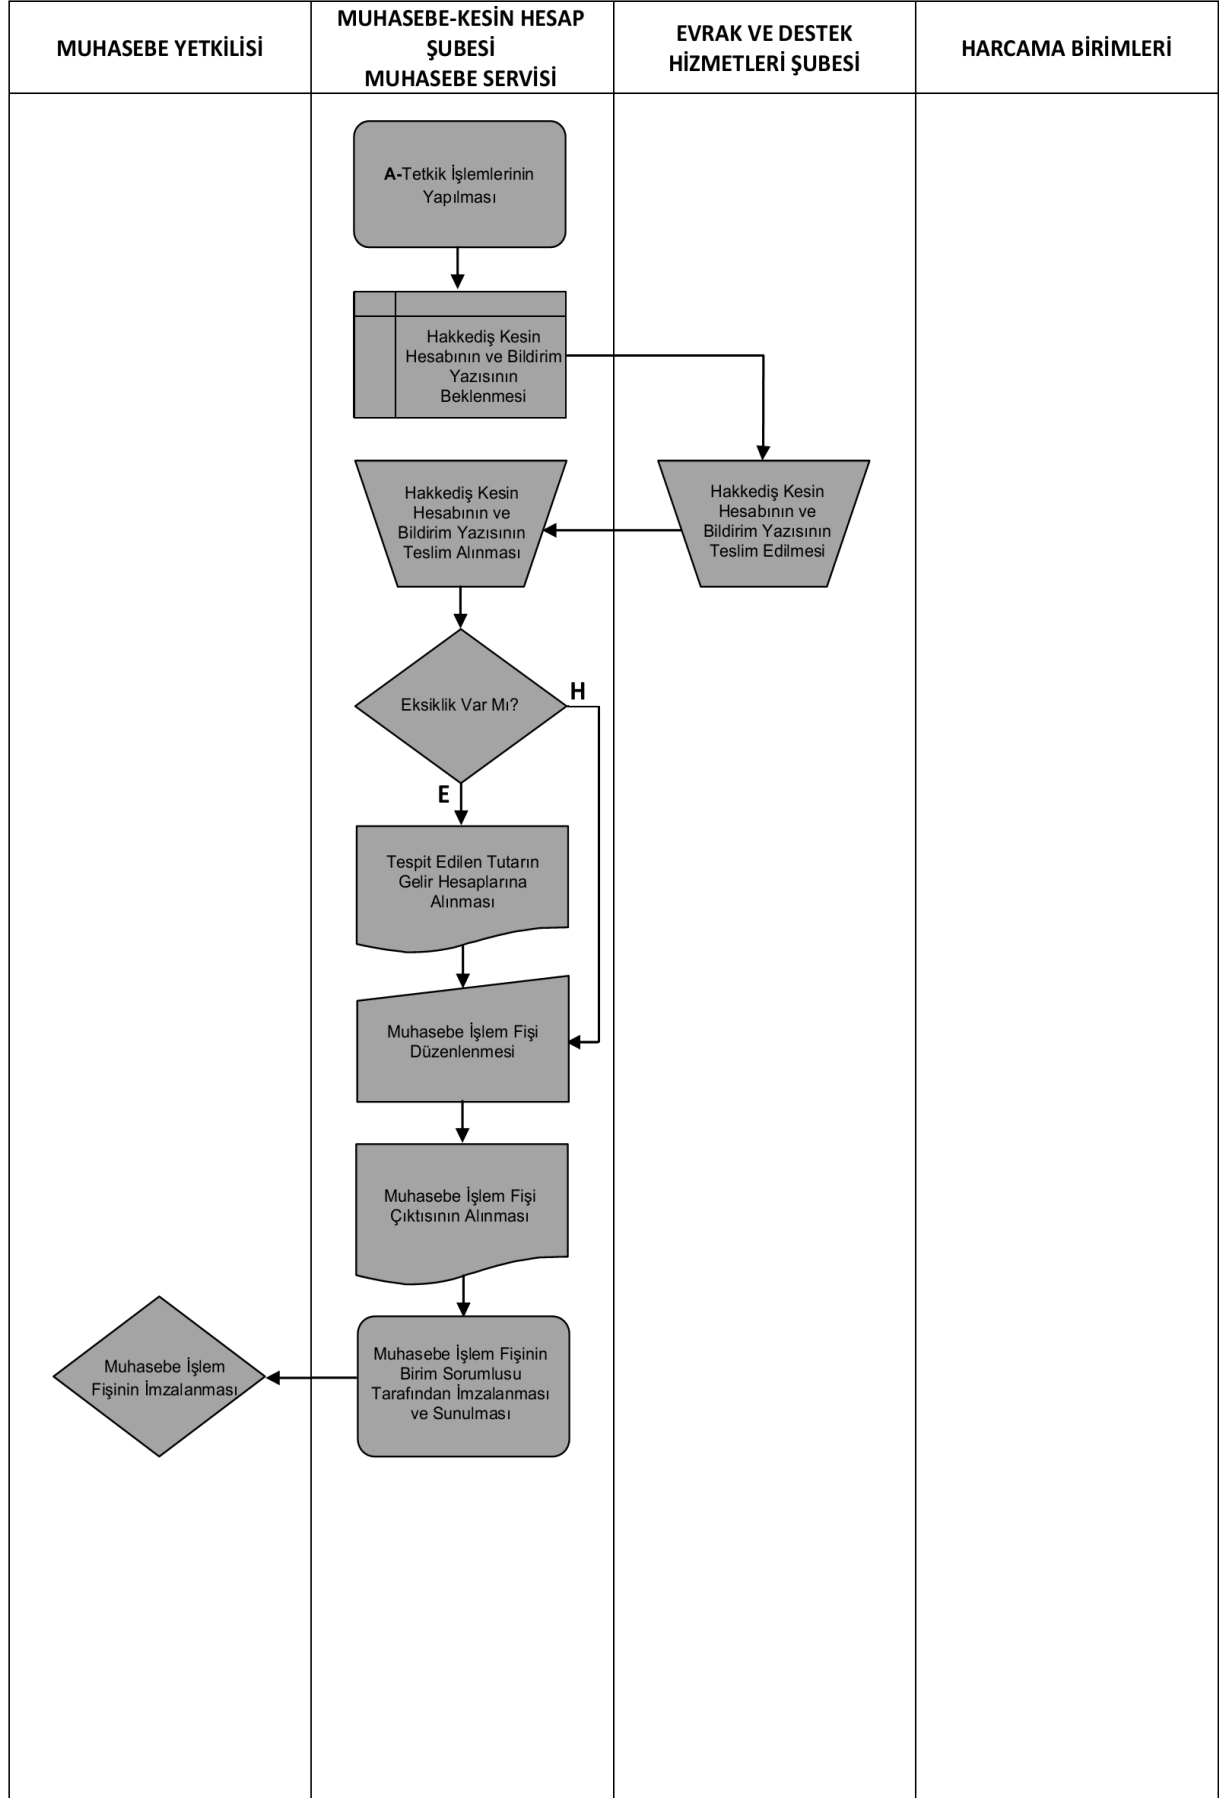 MUHASEBE YETKİLİSİ
MUHASEBE-KESİN HESAP
ŞUBESİ
MUHASEBE SERVİSİ
EVRAK VE DESTEK
HİZMETLERİ ŞUBESİ
HARCAMA BİRİMLERİ
A-Tetkik İşlemlerinin
Yapılması
Hakkediş Kesin
Hesabının ve Bildirim
Yazısının
Beklenmesi
Hakkediş Kesin
Hesabının ve
Bildirim Yazısının
Teslim Alınması
Hakkediş Kesin
Hesabının ve
Bildirim Yazısının
Teslim Edilmesi
Eksiklik Var Mı?
H
E
Tespit Edilen Tutarın
Gelir Hesaplarına
Alınması
Muhasebe İşlem Fişi
Düzenlenmesi
Muhasebe İşlem Fişi
Çıktısının Alınması
Muhasebe İşlem
Fişinin İmzalanması
Muhasebe İşlem Fişinin
Birim Sorumlusu
Tarafından İmzalanması
ve Sunulması